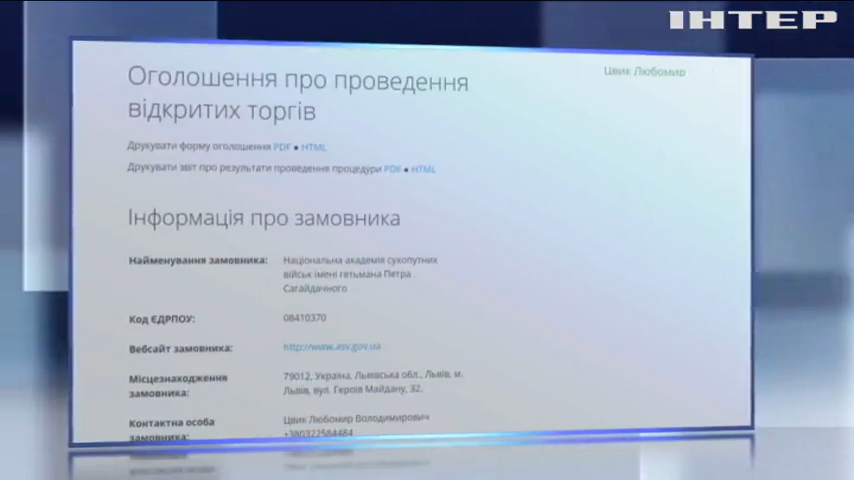 ІНТЕР
Цвик Любомир
Оголошення про проведення
відкритих торгів
Друкувати форму оголошення PDF ● HTML
Друкувати звіт про результати проведення процедури PDF ● HTML
Інформація про замовника
Найменування замовника: Національна академія сухопутних
військ імені гетьмана Петра
Сагайдачного
Код ЄДРПОУ: 08410370
Вебсайт замовника: http://www.asv.gov.ua
Місцезнаходження 79012, Україна, Львівська обл., Львів, м.
замовника: Львів, вул. Героїв Майдану, 32.
Контактна особа Цвик Любомир Володимирович
замовника: +380322584484